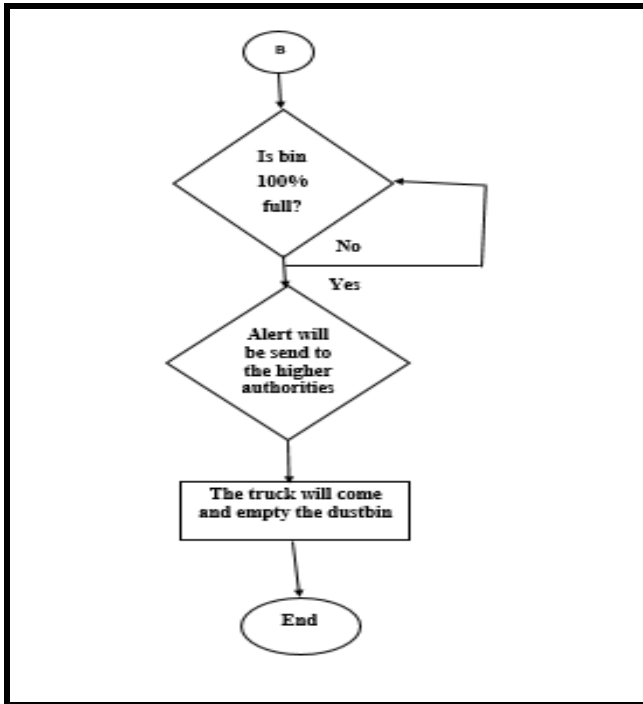 B
Is bin
100%
full?
No
Yes
Alert will
be send to
the higher
authorities
The truck will come
and empty the dustbin
End